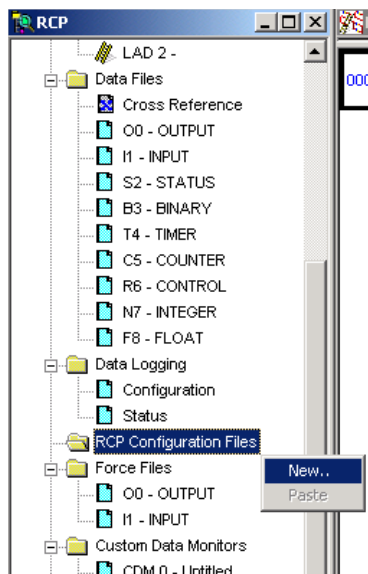 RCP
LAD 2 -
Data Files
Cross Reference
O0 - OUTPUT
I1 - INPUT
S2 - STATUS
B3 - BINARY
T4 - TIMER
C5 - COUNTER
R6 - CONTROL
N7 - INTEGER
F8 - FLOAT
Data Logging
Configuration
Status
RCP Configuration Files
New..
Paste
Force Files
O0 - OUTPUT
I1 - INPUT
Custom Data Monitors
CDM 0 - Untitled
000